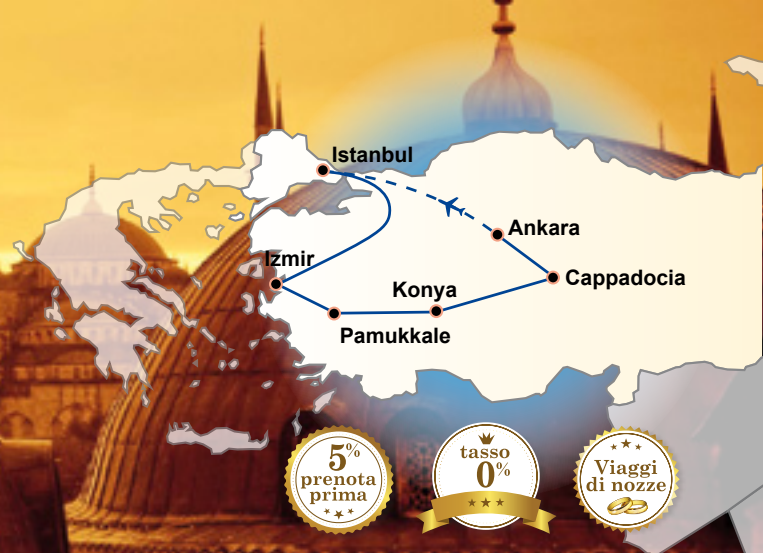 Istanbul
Ankara
Izmir
Cappadocia
Konya
Pamukkale
5%
prenota
prima
tasso
0%
Viaggi
di nozze